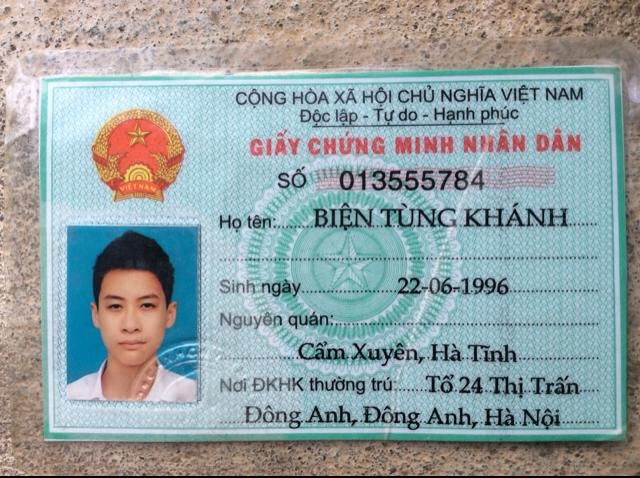 CỘNG HÒA XÃ HỘI CHỦ NGHĨA VIỆT NAM
Độc lập - Tự do - Hạnh phúc
GIẤY CHỨNG MINH NHÂN DÂN
SỐ 013555784
VIỆT NAM
Họ tên: BIỆN TÙNG KHÁNH
Sinh ngày 22-06-1996
Nguyên quán:
Cẩm Xuyên, Hà Tĩnh
Nơi ĐKHK thường trú: Tổ 24 Thị Trấn
Đông Anh, Đông Anh, Hà Nội